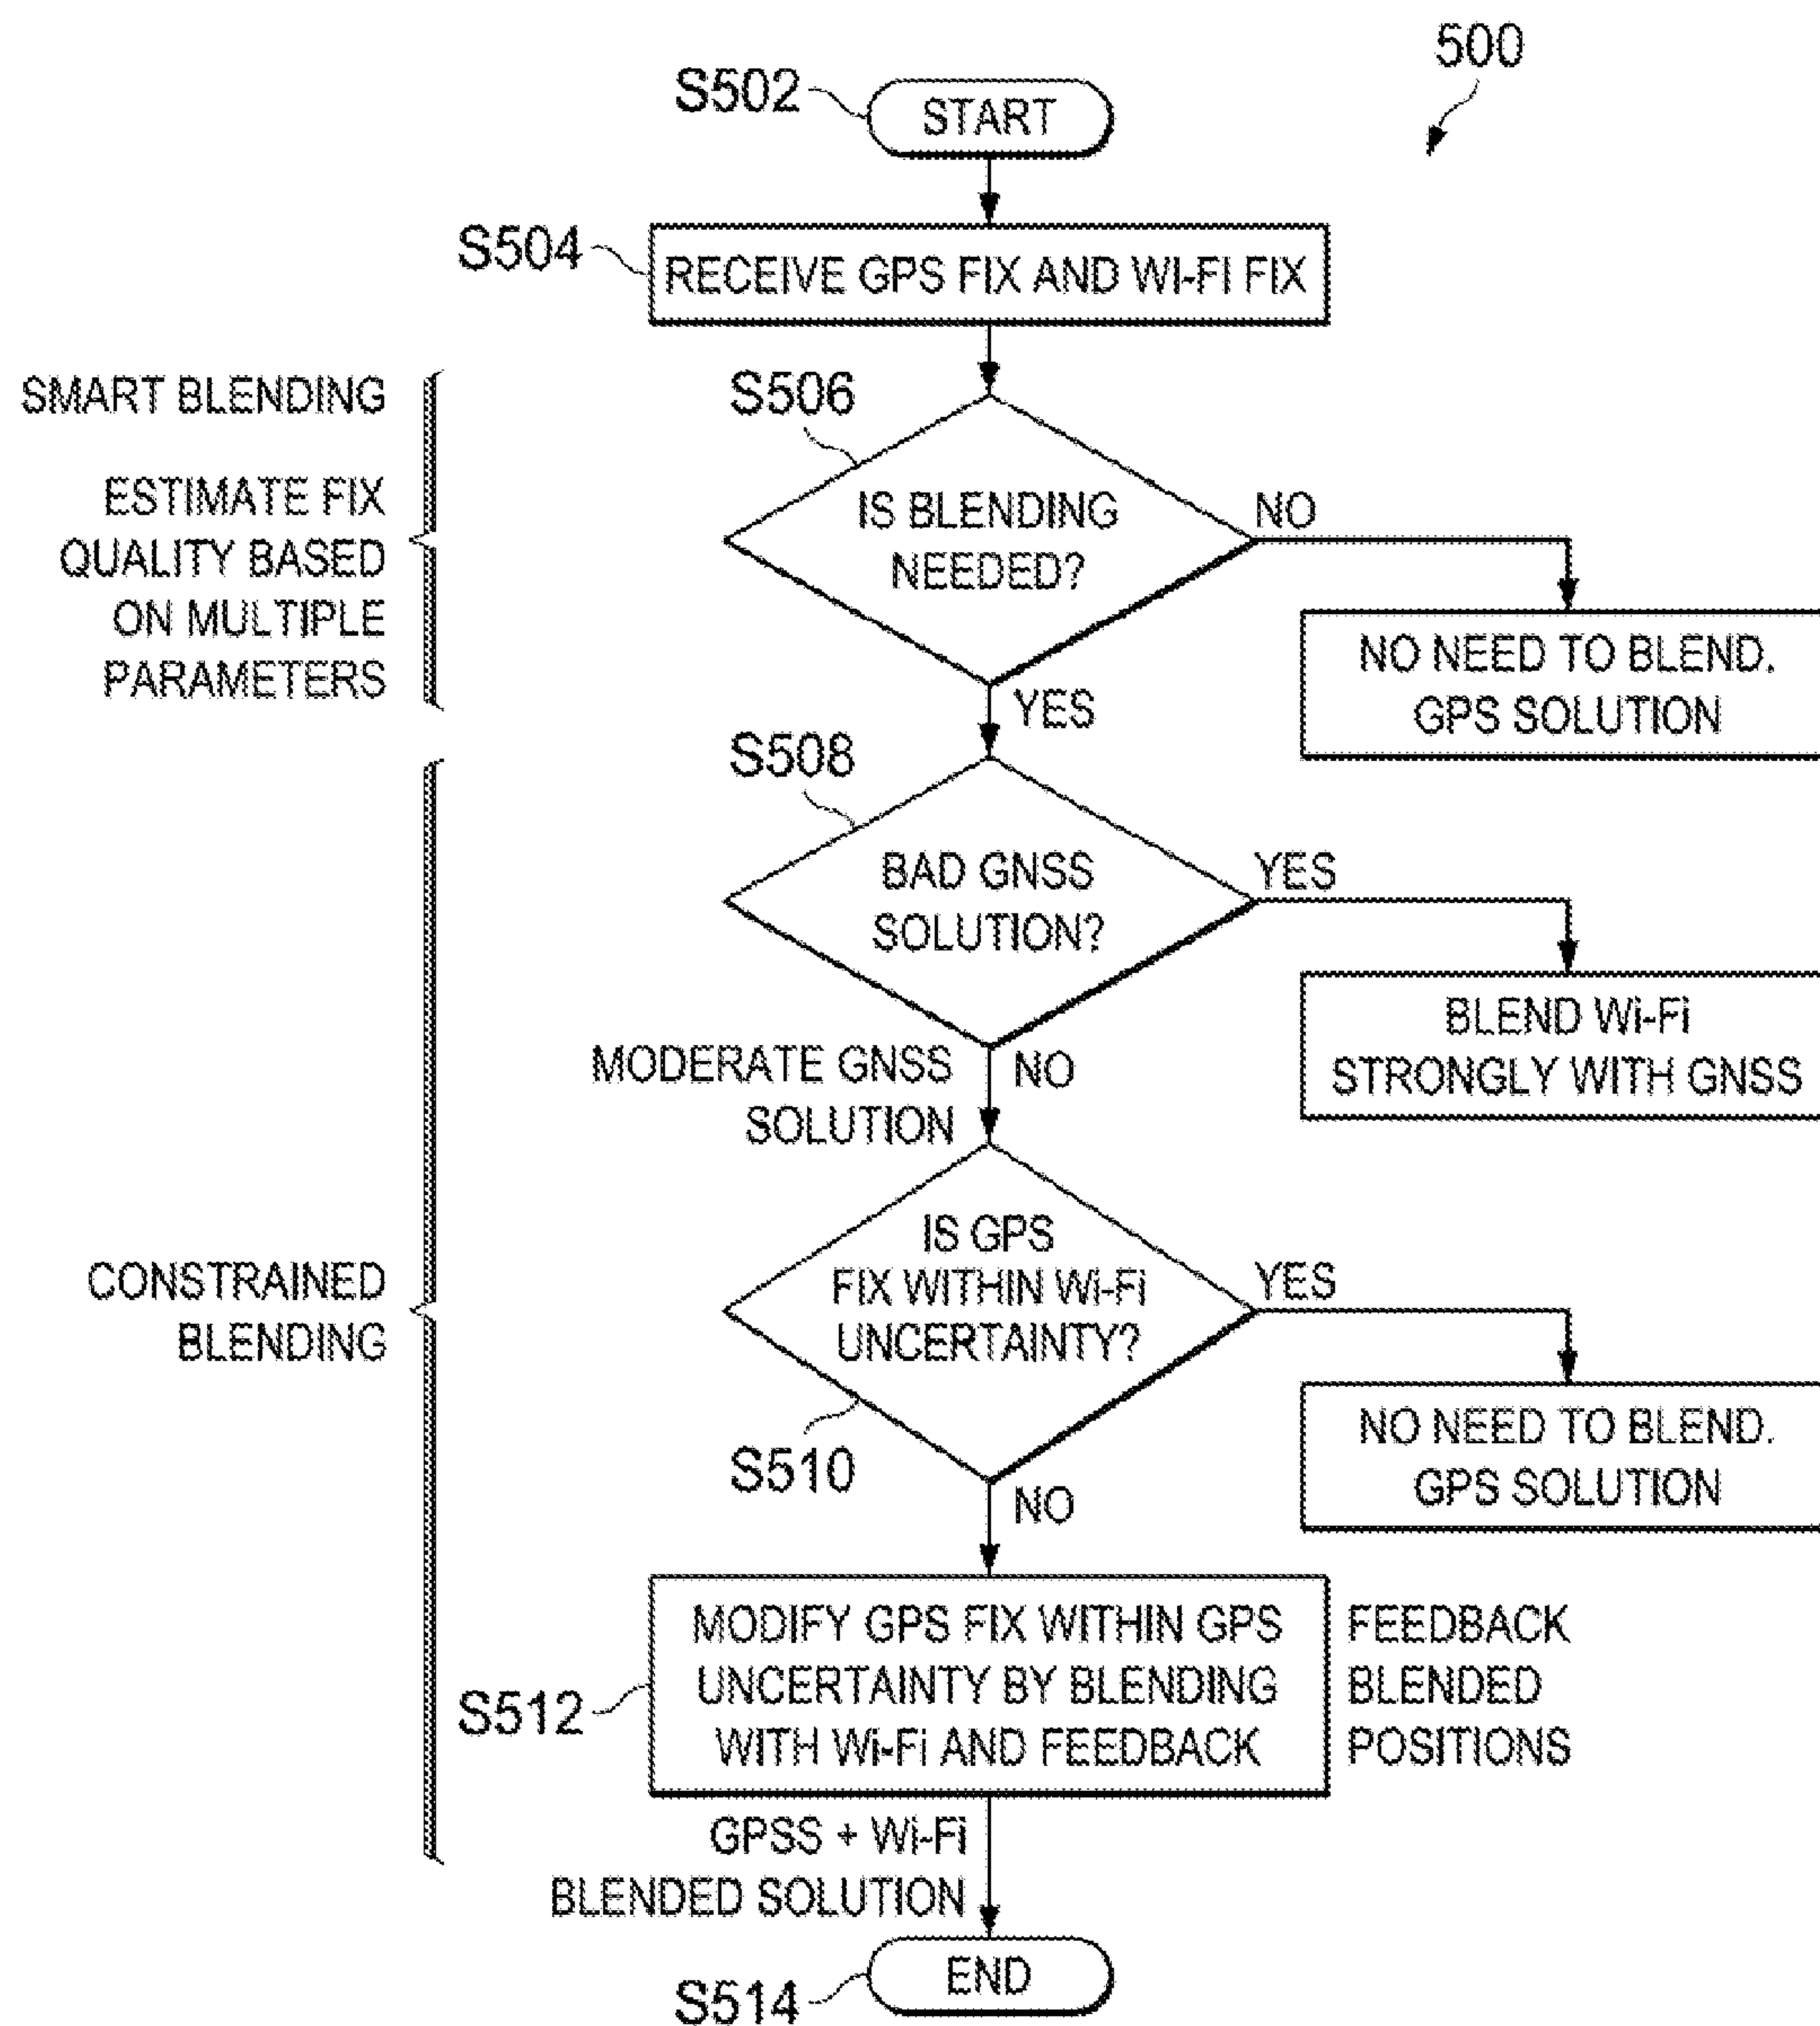 500
S502
START
S504
RECEIVE GPS FIX AND WI-FI FIX
SMART BLENDING
ESTIMATE FIX
QUALITY BASED
ON MULTIPLE
PARAMETERS
S506
IS BLENDING
NEEDED?
NO
NO NEED TO BLEND.
GPS SOLUTION
YES
S508
BAD GNSS
SOLUTION?
YES
BLEND Wi-Fi
STRONGLY WITH GNSS
MODERATE GNSS
SOLUTION
NO
CONSTRAINED
BLENDING
IS GPS
FIX WITHIN Wi-Fi
UNCERTAINTY?
YES
S510
NO NEED TO BLEND.
GPS SOLUTION
NO
S512
MODIFY GPS FIX WITHIN GPS
UNCERTAINTY BY BLENDING
WITH Wi-Fi AND FEEDBACK
FEEDBACK
BLENDED
POSITIONS
GPSS + Wi-Fi
BLENDED SOLUTION
END
S514